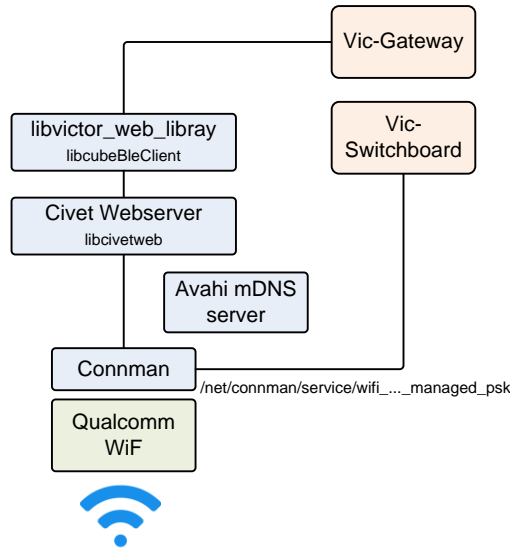 Vic-Gateway
libvictor_web_libray
libcubeBleClient
Vic-
Switchboard
Civet Webserver
libcivetweb
Avahi mDNS
server
Connman
/net/connman/service/wifi_..._managed_psk
Qualcomm
WiF